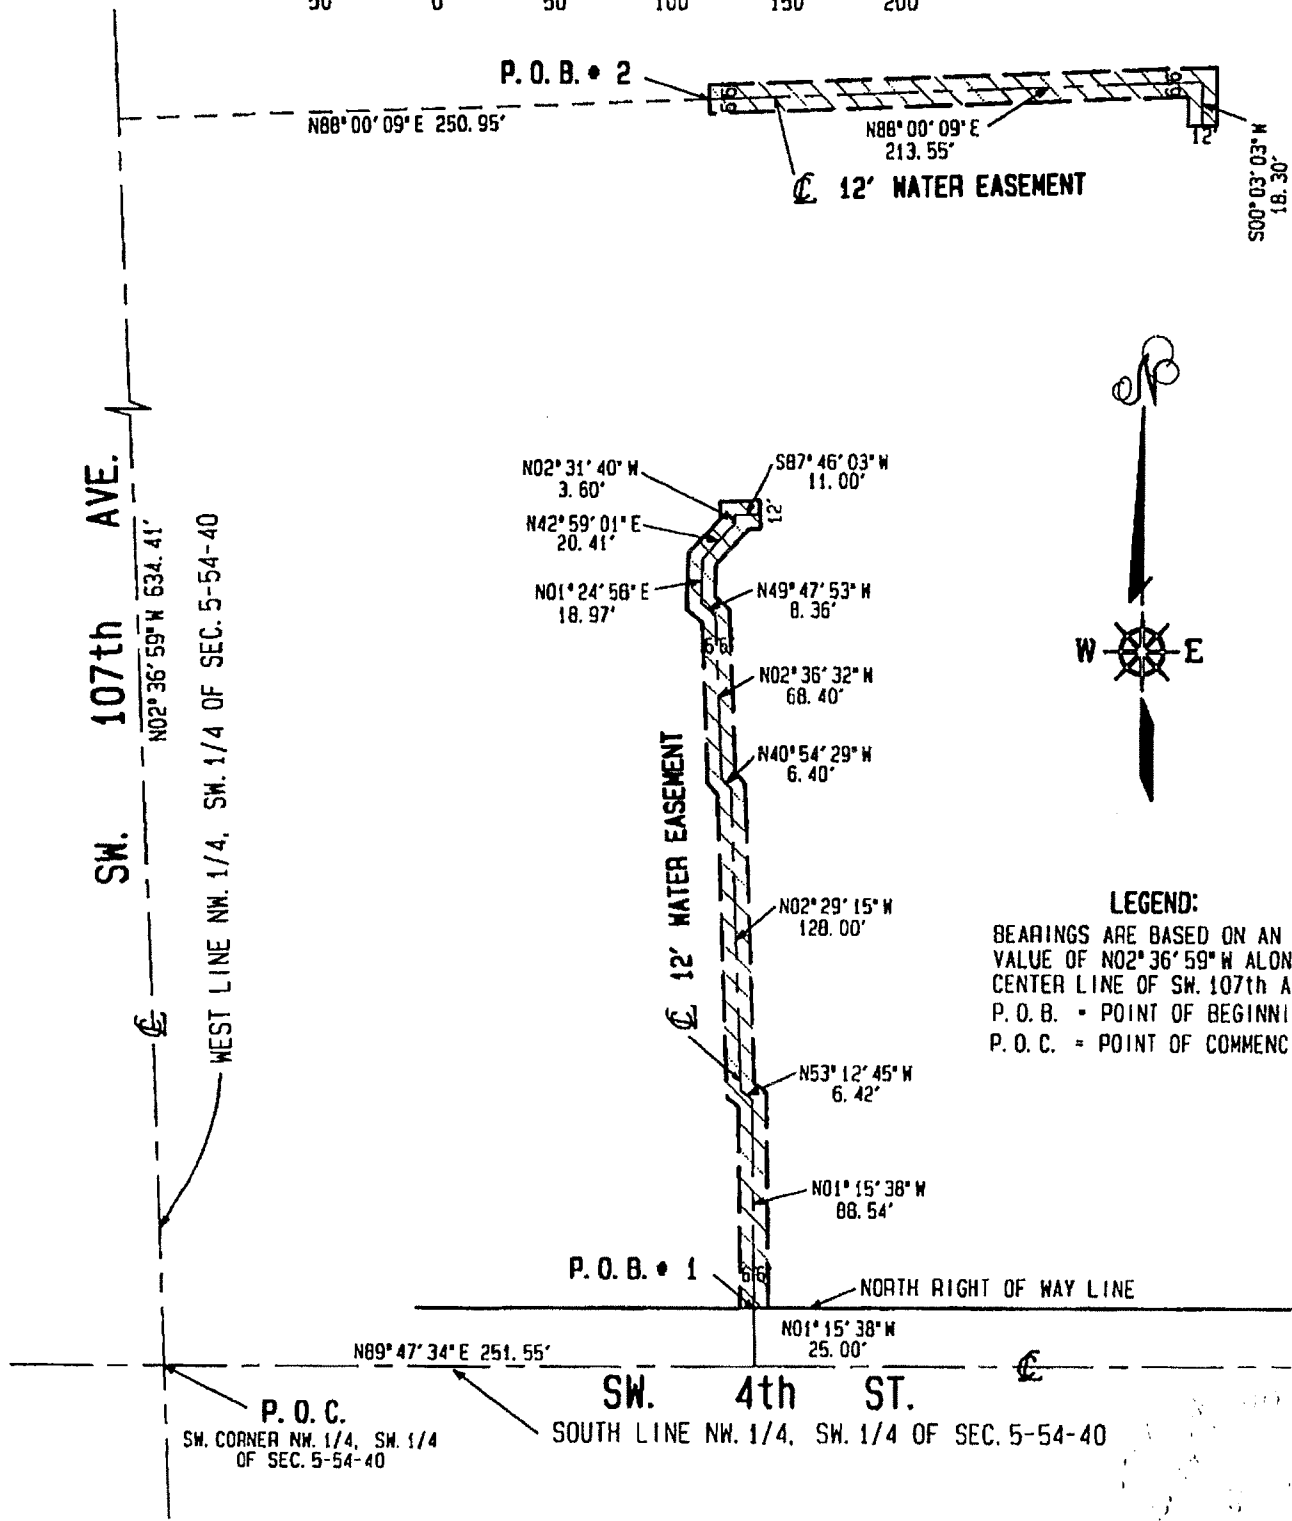 50 0 50 100 150 200
P.O.B.# 2
N88°00'09"E 250.95'
6 6
6 6
N88°00'09"E
213.55'
12'
S00°03'03"W
18.30'
℄ 12' WATER EASEMENT
SW. 107th AVE.
N02°36'59"W 634.41'
WEST LINE NW. 1/4, SW. 1/4 OF SEC. 5-54-40
℄
N02°31'40"W
3.60'
S87°46'03"W
11.00'
12'
N42°59'01"E
20.41'
N01°24'56"E
18.97'
N49°47'53"W
8.36'
6 6
N02°36'32"W
68.40'
N40°54'29"W
6.40'
℄ 12' WATER EASEMENT
N02°29'15"W
128.00'
N53°12'45"W
6.42'
N01°15'38"W
88.54'
N
W E
LEGEND:
BEARINGS ARE BASED ON AN
VALUE OF N02°36'59"W ALON
CENTER LINE OF SW. 107th A
P.O.B. = POINT OF BEGINNI
P.O.C. = POINT OF COMMENC
P.O.B.# 1
6 6
NORTH RIGHT OF WAY LINE
N01°15'38"W
25.00'
N89°47'34"E 251.55'
℄
SW. 4th ST.
P.O.C.
SW. CORNER NW. 1/4, SW. 1/4
OF SEC. 5-54-40
SOUTH LINE NW. 1/4, SW. 1/4 OF SEC. 5-54-40